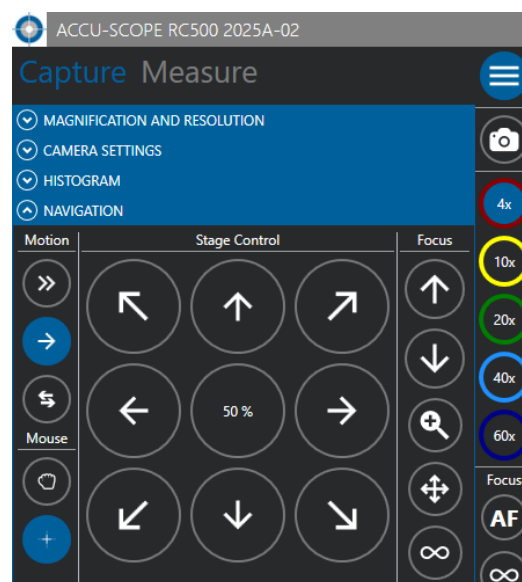 ACCU-SCOPE RC500 2025A-02
Capture Measure
MAGNIFICATION AND RESOLUTION
CAMERA SETTINGS
HISTOGRAM
NAVIGATION
Motion Stage Control Focus
4x
10x
20x
50 %
40x
Mouse
60x
Focus
AF